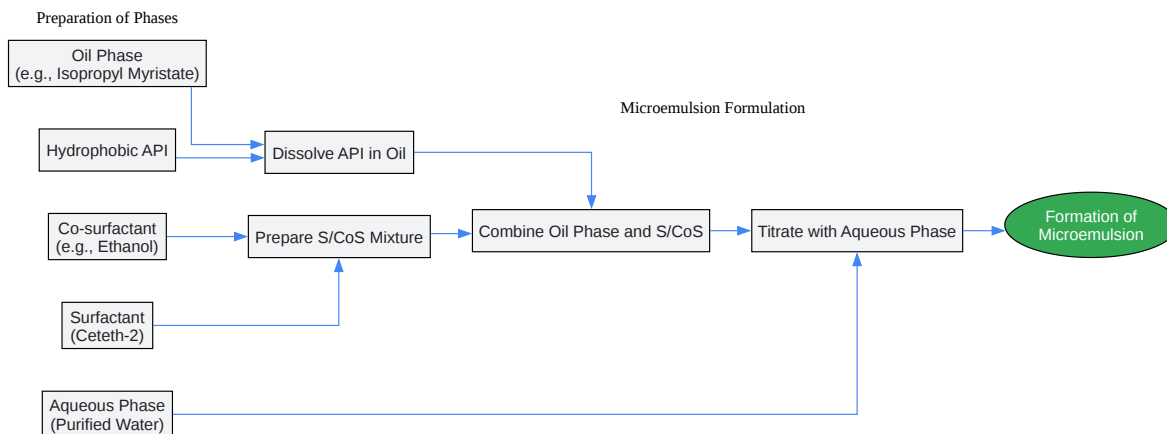 Preparation of Phases
Oil Phase
(e.g., Isopropyl Myristate)
Microemulsion Formulation
Hydrophobic API
Dissolve API in Oil
Co-surfactant
(e.g., Ethanol)
Prepare S/CoS Mixture
Combine Oil Phase and S/CoS
Titrate with Aqueous Phase
Formation of
Microemulsion
Surfactant
(Ceteth-2)
Aqueous Phase
(Purified Water)